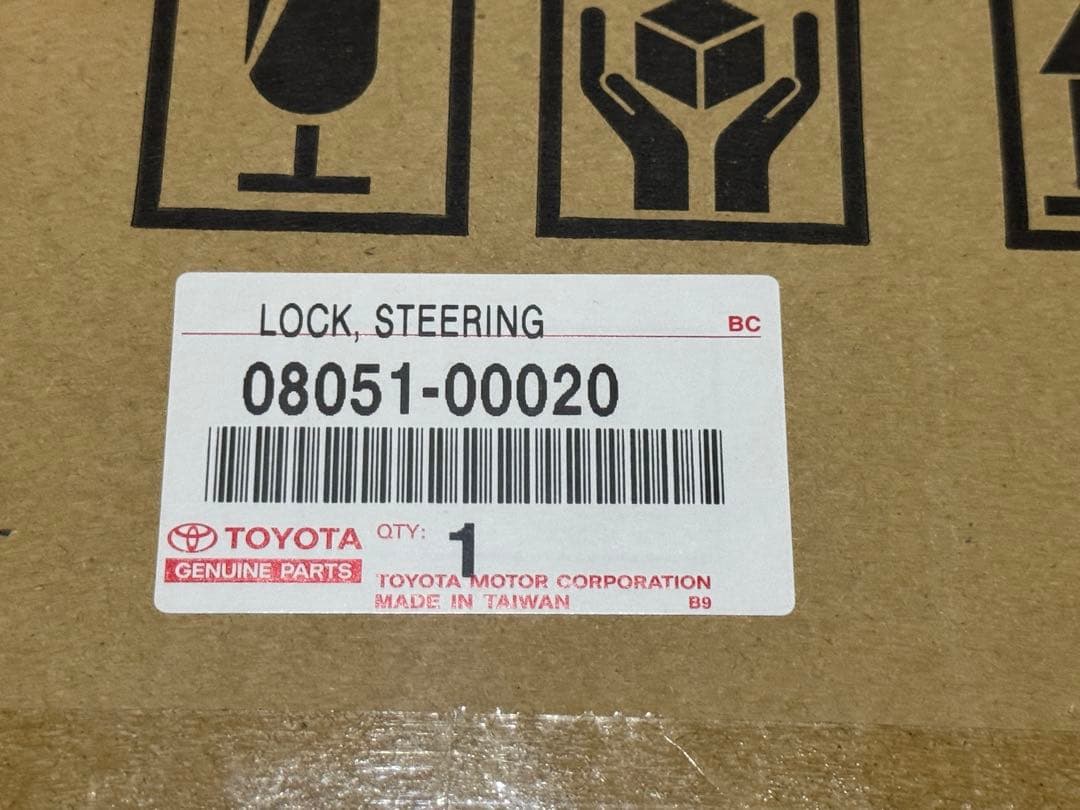 LOCK, STEERING
BC
08051-00020
TOYOTA
GENUINE PARTS
QTY: 1
TOYOTA MOTOR CORPORATION
MADE IN TAIWAN B9